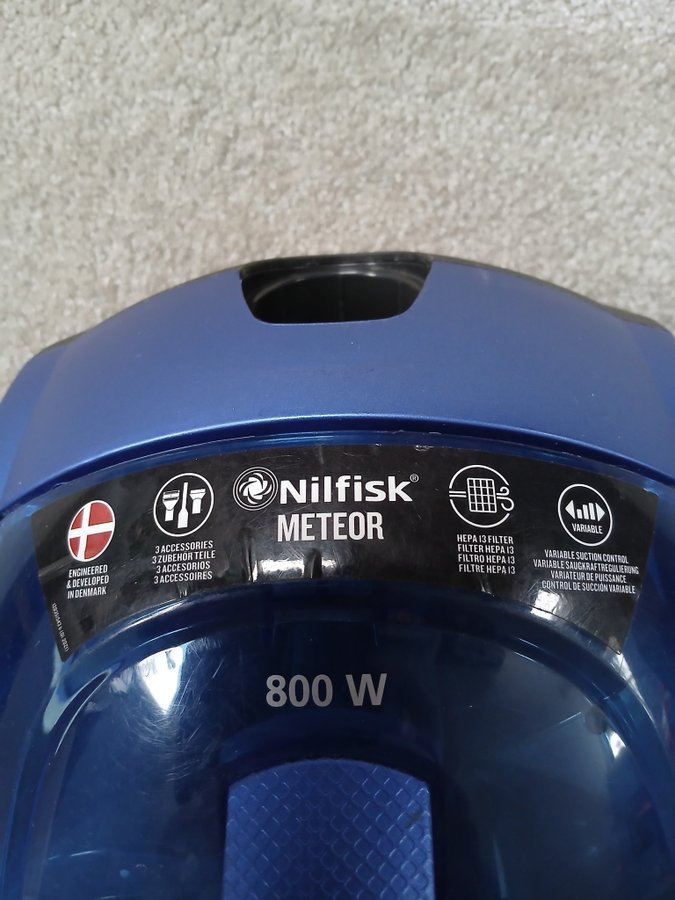 Nilfisk®
METEOR
ENGINEERED
& DEVELOPED
IN DENMARK
3 ACCESSORIES
3 ZUBEHÖR TEILE
3 ACCESORIOS
3 ACCESSOIRES
HEPA 13 FILTER
FILTER HEPA 13
FILTRO HEPA 13
FILTRE HEPA 13
VARIABLE
VARIABLE SUCTION CONTROL
VARIABLE SAUGKRAFTREGULIERUNG
VARIATEUR DE PUISSANCE
CONTROL DE SUCCIÓN VARIABLE
800 W